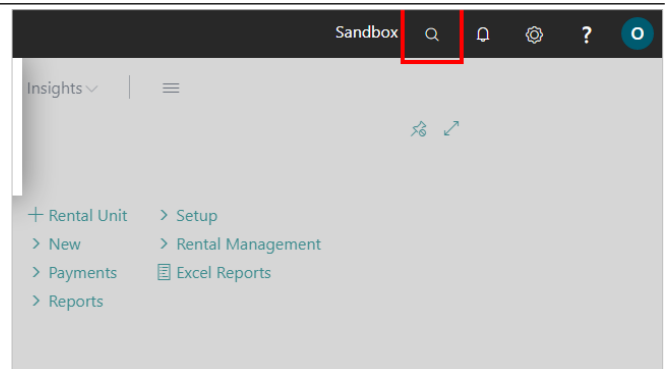 Sandbox ? O
Insights
Rental Unit > Setup
> New > Rental Management
> Payments Excel Reports
> Reports